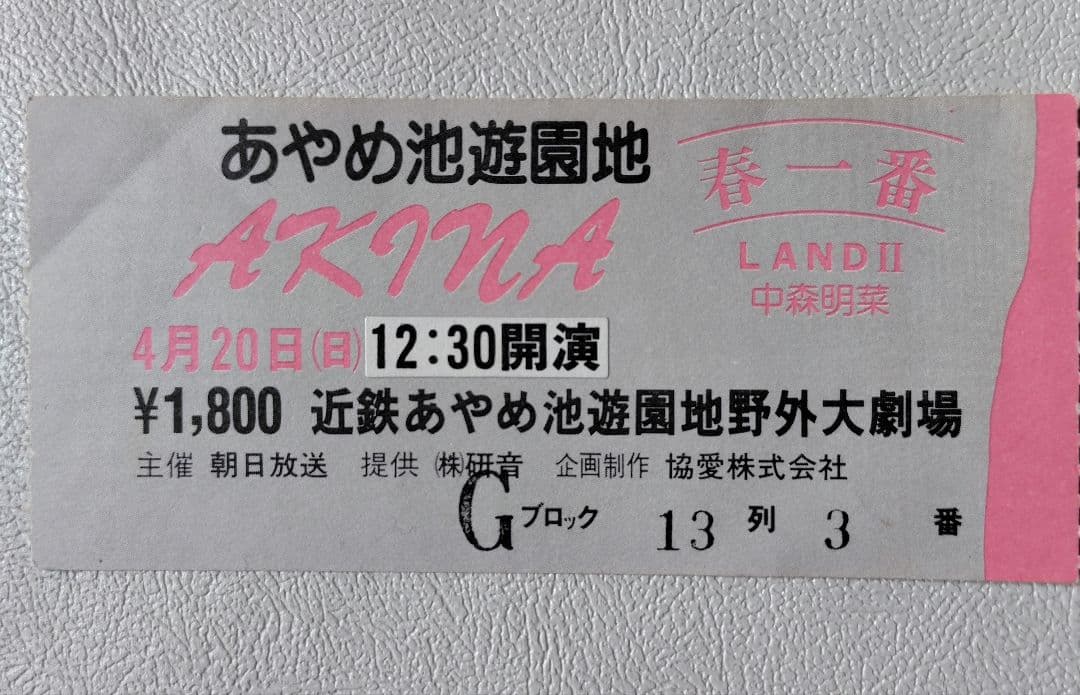 あやめ池遊園地
AKINA
春一番
LANDⅡ
中森明菜
4月20日(日) 12:30開演
¥1,800 近鉄あやめ池遊園地野外大劇場
主催 朝日放送 提供 ㈱研音 企画制作 協愛株式会社
Gブロック 13列 3番